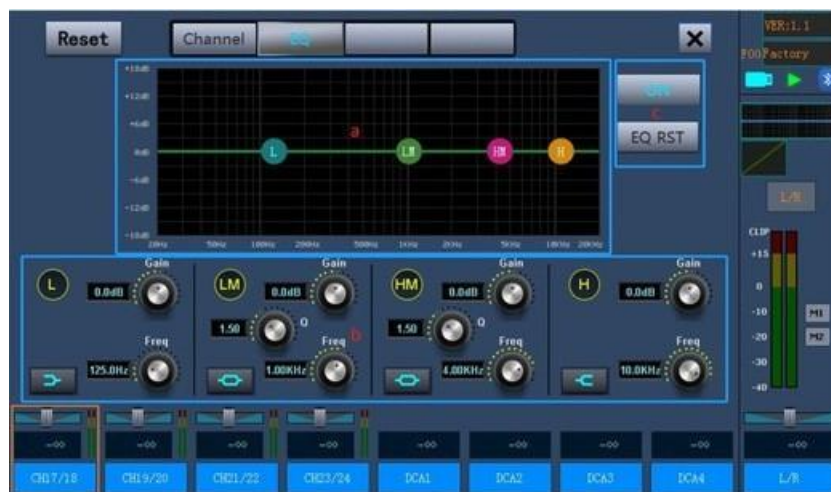 Reset
Channel
EQ
VER:1.1
P00Factory
+18dB
+12dB
+6dB
0dB
-6dB
-12dB
-18dB
a
L
LM
HM
H
20Hz 50Hz 100Hz 200Hz 500Hz 1KHz 2KHz 5KHz 10KHz 20KHz
ON
c
EQ RST
L/R
CLIP
+15
0
-10
-20
-30
-40
M1
M2
L
Gain
0.0dB
Freq
125.0Hz
LM
Gain
0.0dB
1.50
Q
b
Freq
1.00KHz
HM
Gain
0.0dB
1.50
Q
Freq
4.00KHz
H
Gain
0.0dB
Freq
10.0KHz
-∞ -∞ -∞ -∞ -∞ -∞ -∞ -∞ -∞
CH17/18 CH19/20 CH21/22 CH23/24 DCA1 DCA2 DCA3 DCA4 L/R